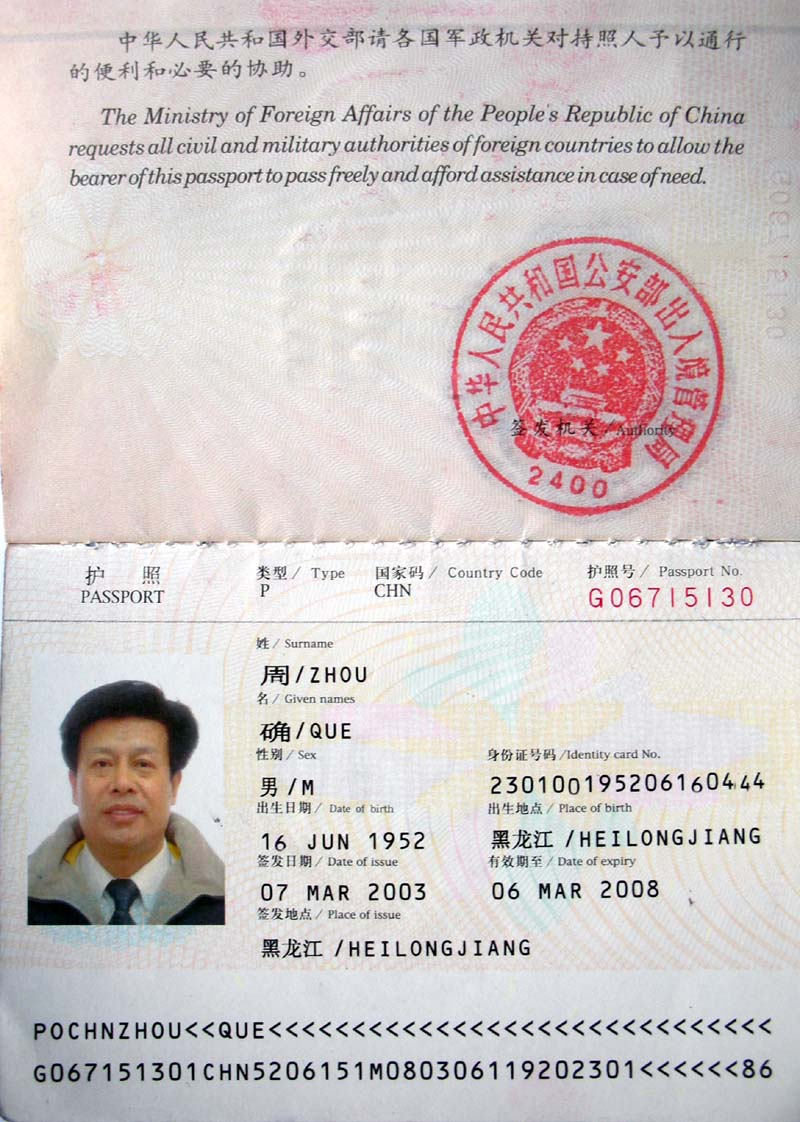 中华人民共和国外交部请各国军政机关对持照人予以通行
的便利和必要的协助。
The Ministry of Foreign Affairs of the People's Republic of China
requests all civil and military authorities of foreign countries to allow the
bearer of this passport to pass freely and afford assistance in case of need.
中华人民共和国公安部出入境管理局
签发机关/Authority
2400
护 照
PASSPORT
类型/ Type
P
国家码/ Country Code
CHN
护照号/ Passport No.
G06715130
姓/ Surname
周/ZHOU
名/ Given names
确/QUE
性别/ Sex
男/M
身份证号码/Identity card No.
230100195206160444
出生日期/ Date of birth
16 JUN 1952
出生地点/ Place of birth
黑龙江/HEILONGJIANG
签发日期/ Date of issue
07 MAR 2003
有效期至/ Date of expiry
06 MAR 2008
签发地点/ Place of issue
黑龙江/HEILONGJIANG
POCHNZHOU<<QUE<<<<<<<<<<<<<<<<<<<<<<<<<<<<<<
G067151301CHN5206151M080306119202301<<<<<<86